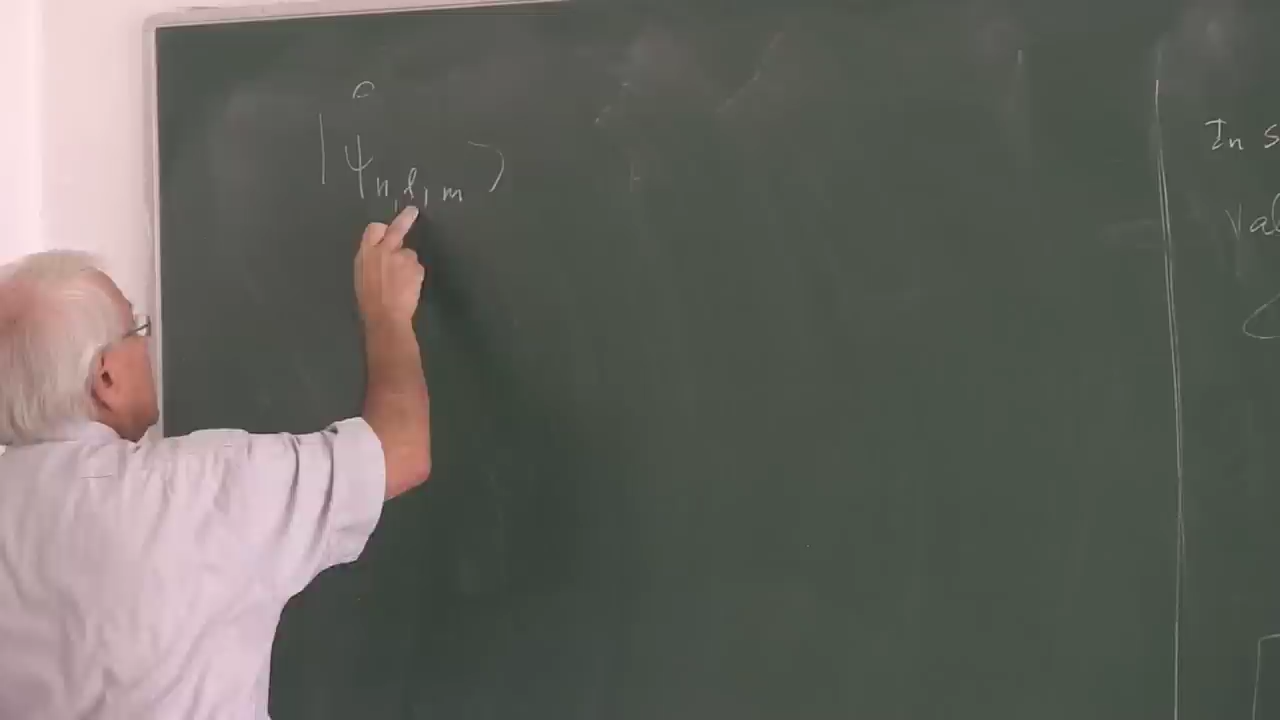 |ψn,l,m⟩
In s
Val